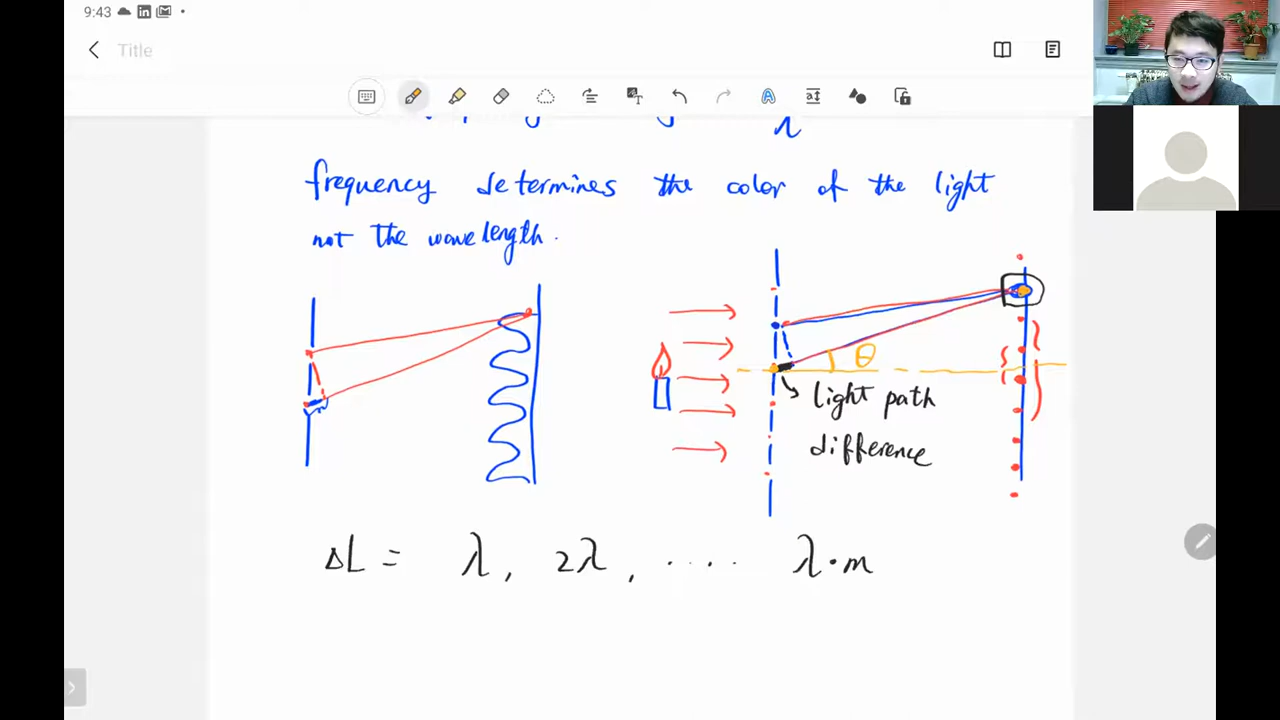 9:43
Title
λ
frequency determines the color of the light
not the wavelength.
θ
light path
difference
ΔL = λ, 2λ, .... λ·m